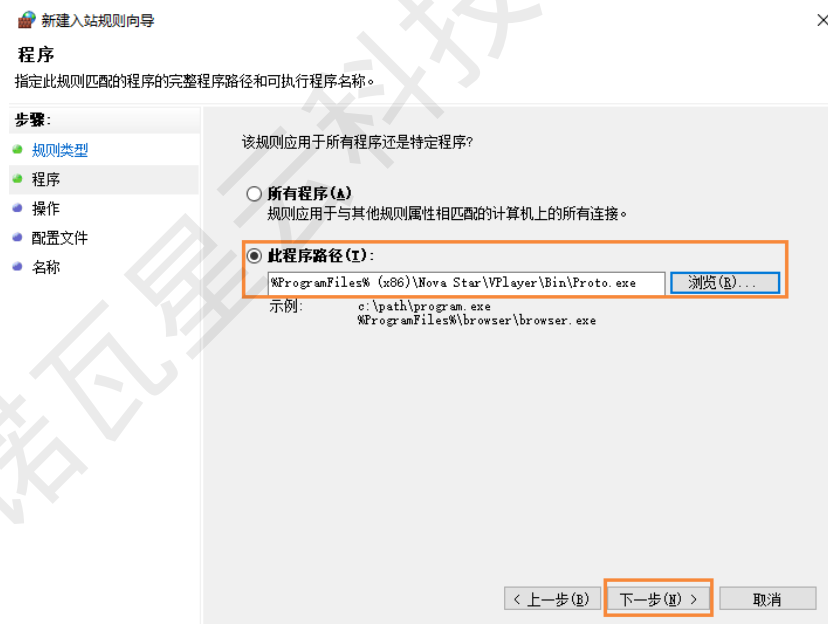 新建入站规则向导
程序
指定此规则匹配的程序的完整程序路径和可执行程序名称。
步骤:
规则类型
程序
操作
配置文件
名称
该规则应用于所有程序还是特定程序?
所有程序(A)
规则应用于与其他规则属性相匹配的计算机上的所有连接。
此程序路径(T):
%ProgramFiles% (x86)\Nova Star\VPlayer\Bin\Proto.exe
浏览(R)...
示例: c:\path\program.exe
%ProgramFiles%\browser\browser.exe
< 上一步(B)
下一步(N) >
取消
诺瓦星云科技